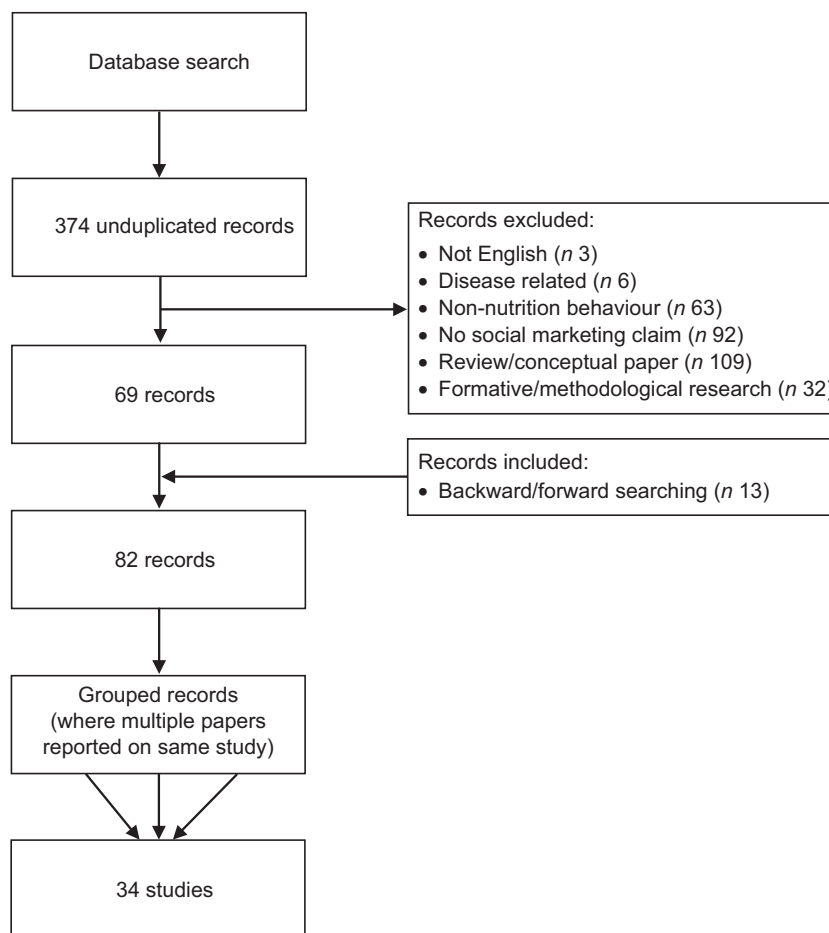 Database search
374 unduplicated records
Records excluded:
• Not English (n 3)
• Disease related (n 6)
• Non-nutrition behaviour (n 63)
• No social marketing claim (n 92)
• Review/conceptual paper (n 109)
• Formative/methodological research (n 32)
69 records
Records included:
• Backward/forward searching (n 13)
82 records
Grouped records
(where multiple papers
reported on same study)
34 studies